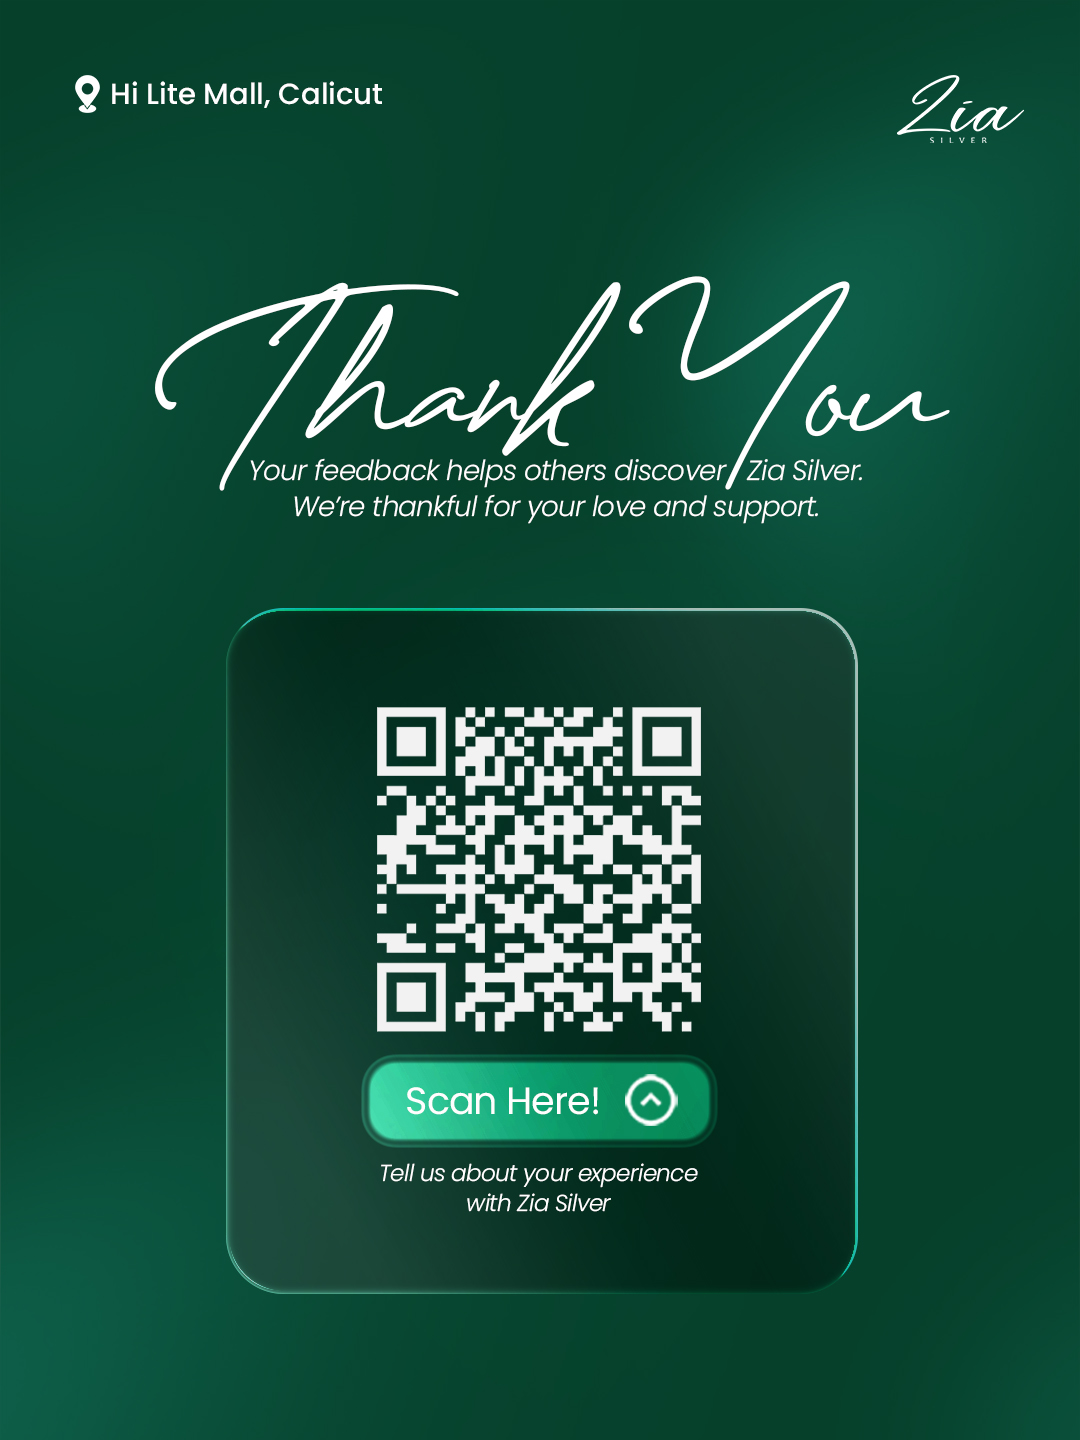 Hi Lite Mall, Calicut
Zia
SILVER
Thank You
Your feedback helps others discover Zia Silver.
We’re thankful for your love and support.
Scan Here!
Tell us about your experience
with Zia Silver